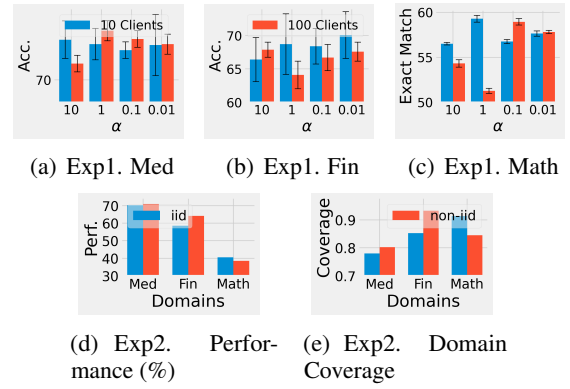 10 Clients 100 Clients
Acc.
70
10 1 0.1 0.01
α
Acc.
70
65
60
10 1 0.1 0.01
α
Exact Match
60
55
50
10 1 0.1 0.01
α
(a) Exp1. Med
(b) Exp1. Fin
(c) Exp1. Math
iid
Perf.
70
60
50
40
30
Med Fin Math
Domains
non-iid
Coverage
0.9
0.8
0.7
Med Fin Math
Domains
(d) Exp2. Perfor-
mance (%)
(e) Exp2. Domain
Coverage